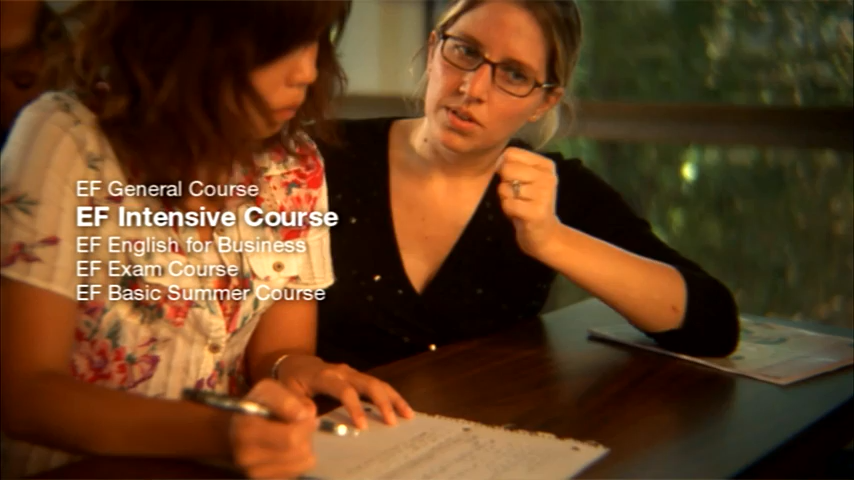 EF General Course
EF Intensive Course
EF English for Business
EF Exam Course
EF Basic Summer Course